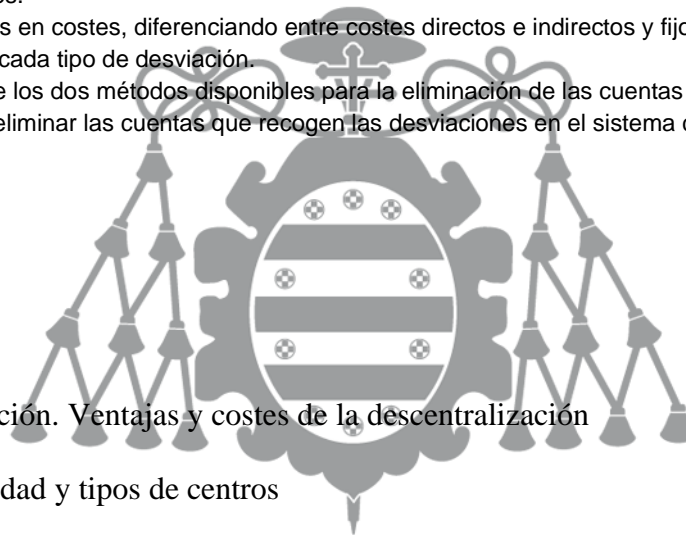 os.
s en costes, diferenciando entre costes directos e indirectos y fijo
cada tipo de desviación.
e los dos métodos disponibles para la eliminación de las cuentas
eliminar las cuentas que recogen las desviaciones en el sistema
ción. Ventajas y costes de la descentralización
dad y tipos de centros